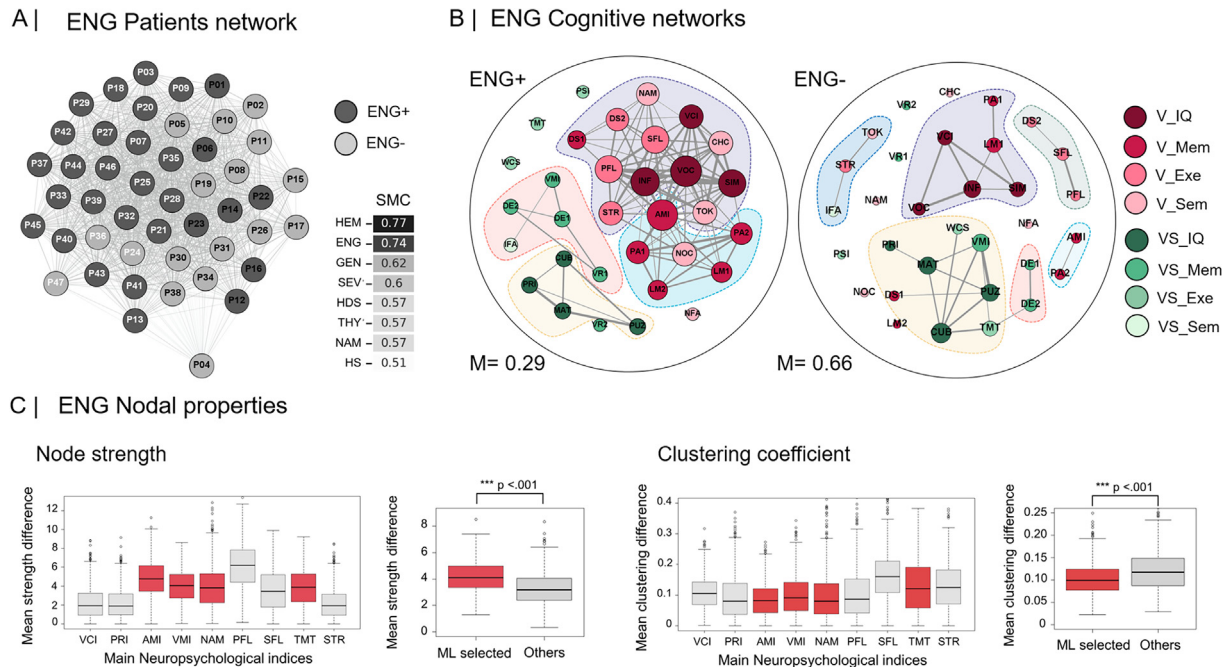 A | ENG Patients network
P03
P18
P09
P01
P29
P20
P02
P42
P27
P05
P10
P07
P11
P37
P44
P46
P35
P06
P08
P15
P25
P19
P33
P39
P28
P14
P22
P45
P32
P23
P26
P17
P40
P36
P21
P31
P24
P30
P43
P34
P16
P47
P41
P38
P12
P13
P04
ENG+
ENG-
SMC
HEM 0.77
ENG 0.74
GEN 0.62
SEV 0.6
HDS 0.57
THY 0.57
NAM 0.57
HS 0.51
B | ENG Cognitive networks
ENG+
PSI
NAM
TMT
DS1
DS2
VCI
SFL
CHC
WCS
PFL
VOC
VMI
INF
SIM
DE2
DE1
STR
AMI
TOK
IFA
PA2
PA1
NOC
CUB
VR1
LM1
PRI
LM2
MAT
VR2
PUZ
NFA
M= 0.29
ENG-
CHC
PA1
VR2
DS2
TOK
VCI
LM1
STR
VR1
SFL
INF
SIM
PFL
IFA
NAM
VOC
NFA
WCS
AMI
PRI
VMI
PSI
MAT
DE1
PA2
NOC
DS1
PUZ
DE2
LM2
CUB
TMT
M= 0.66
V_IQ
V_Mem
V_Exe
V_Sem
VS_IQ
VS_Mem
VS_Exe
VS_Sem
C | ENG Nodal properties
Node strength
Mean strength difference
12
10
8
6
4
2
0
VCI PRI AMI VMI NAM PFL SFL TMT STR
Main Neuropsychological indices
*** p <.001
Mean strength difference
8
6
4
2
0
ML selected Others
Clustering coefficient
Mean clustering difference
0.4
0.3
0.2
0.1
0
VCI PRI AMI VMI NAM PFL SFL TMT STR
Main Neuropsychological indices
*** p <.001
Mean clustering difference
0.25
0.20
0.15
0.10
0.05
0
ML selected Others